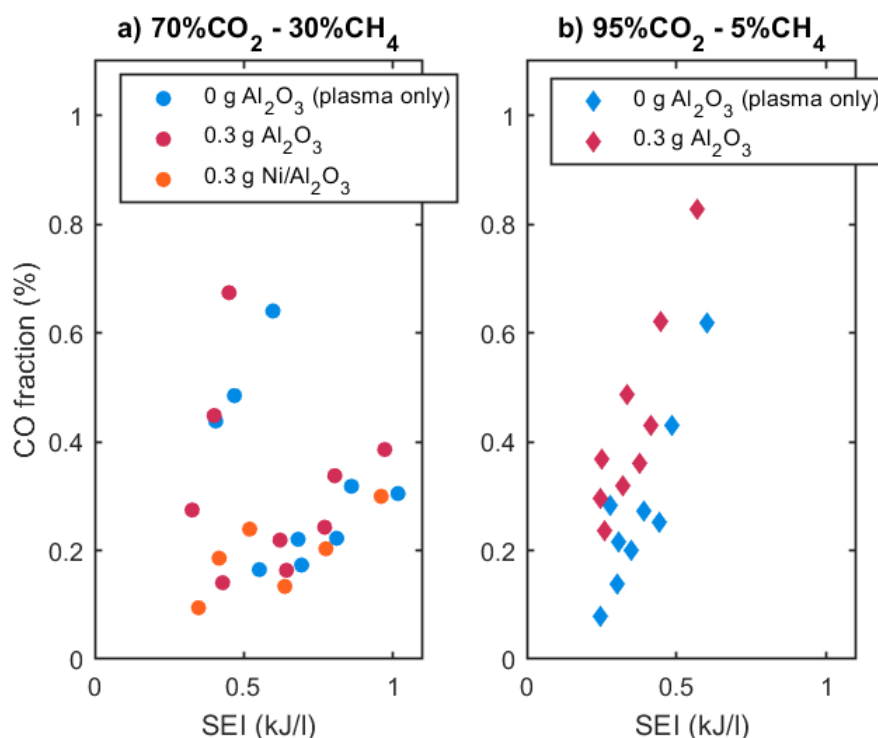 a) 70%CO₂ - 30%CH₄
0 g Al₂O₃ (plasma only)
0.3 g Al₂O₃
0.3 g Ni/Al₂O₃
CO fraction (%)
1
0.8
0.6
0.4
0.2
0
0
0.5
1
SEI (kJ/l)
b) 95%CO₂ - 5%CH₄
0 g Al₂O₃ (plasma only)
0.3 g Al₂O₃
1
0.8
0.6
0.4
0.2
0
0
0.5
1
SEI (kJ/l)